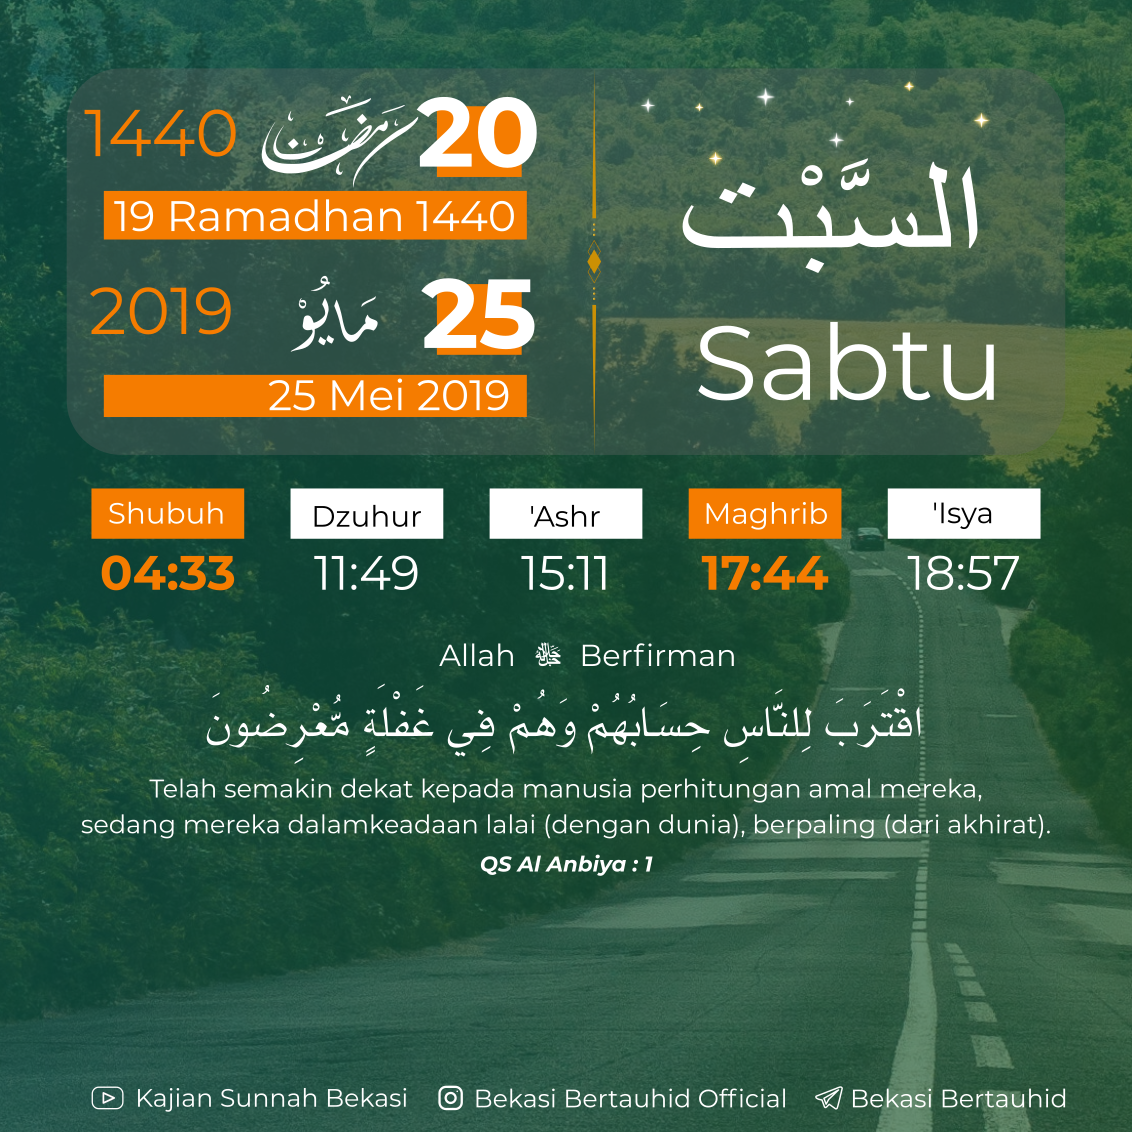 1440 رمضان 20
19 Ramadhan 1440
2019 مَايُوْ 25
25 Mei 2019
السَّبْت
Sabtu
Shubuh Dzuhur 'Ashr Maghrib 'Isya
04:33 11:49 15:11 17:44 18:57
Allah ﷻ Berfirman
اقْتَرَبَ لِلنَّاسِ حِسَابُهُمْ وَهُمْ فِي غَفْلَةٍ مُّعْرِضُونَ
Telah semakin dekat kepada manusia perhitungan amal mereka,
sedang mereka dalamkeadaan lalai (dengan dunia), berpaling (dari akhirat).
QS Al Anbiya : 1
Kajian Sunnah Bekasi Bekasi Bertauhid Official Bekasi Bertauhid